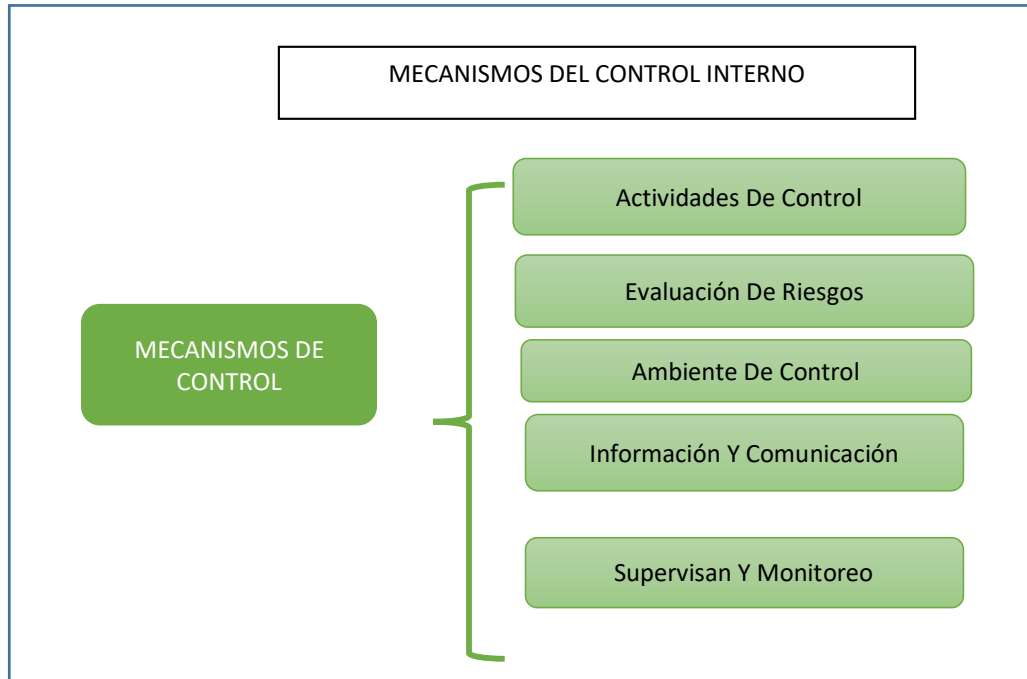 MECANISMOS DEL CONTROL INTERNO
MECANISMOS DE
CONTROL
Actividades De Control
Evaluación De Riesgos
Ambiente De Control
Información Y Comunicación
Supervisan Y Monitoreo